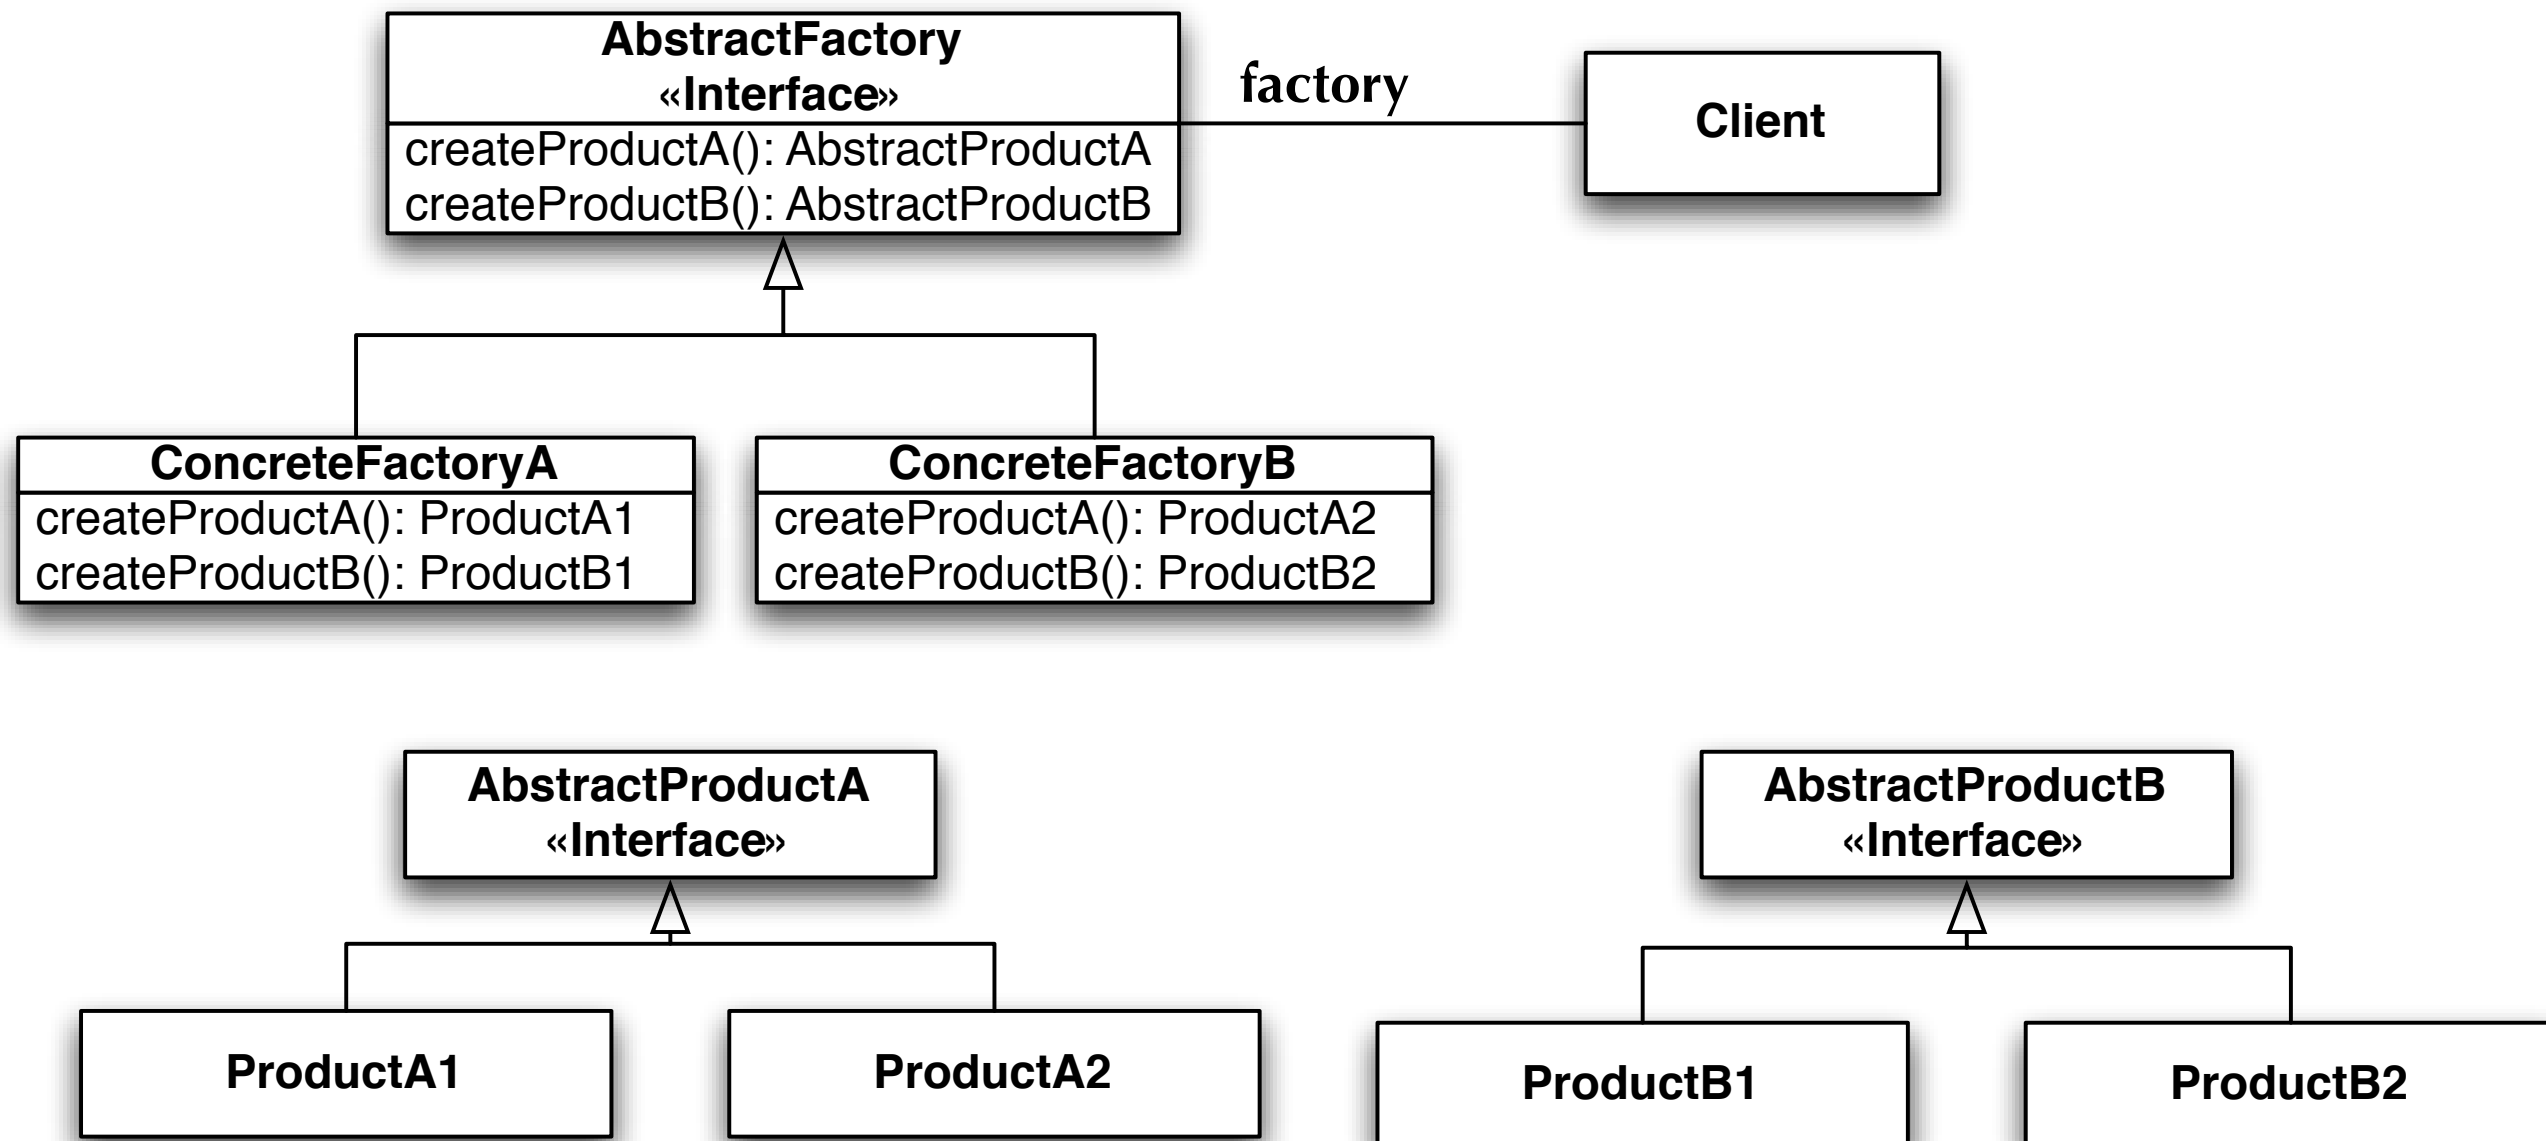 AbstractFactory
«Interface»
createProductA(): AbstractProductA
createProductB(): AbstractProductB
factory
Client
ConcreteFactoryA
createProductA(): ProductA1
createProductB(): ProductB1
ConcreteFactoryB
createProductA(): ProductA2
createProductB(): ProductB2
AbstractProductA
«Interface»
AbstractProductB
«Interface»
ProductA1
ProductA2
ProductB1
ProductB2